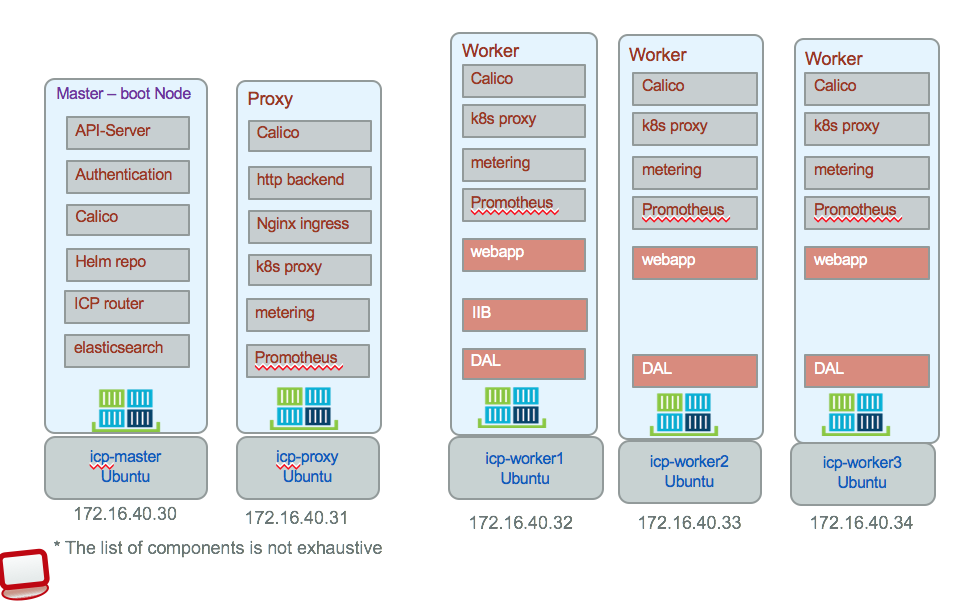 Master – boot Node
API-Server
Authentication
Calico
Helm repo
ICP router
elasticsearch
icp-master
Ubuntu
172.16.40.30
Proxy
Calico
http backend
Nginx ingress
k8s proxy
metering
Promotheus
icp-proxy
Ubuntu
172.16.40.31
Worker
Calico
k8s proxy
metering
Promotheus
webapp
IIB
DAL
icp-worker1
Ubuntu
172.16.40.32
Worker
Calico
k8s proxy
metering
Promotheus
webapp
DAL
icp-worker2
Ubuntu
172.16.40.33
Worker
Calico
k8s proxy
metering
Promotheus
webapp
DAL
icp-worker3
Ubuntu
172.16.40.34
* The list of components is not exhaustive